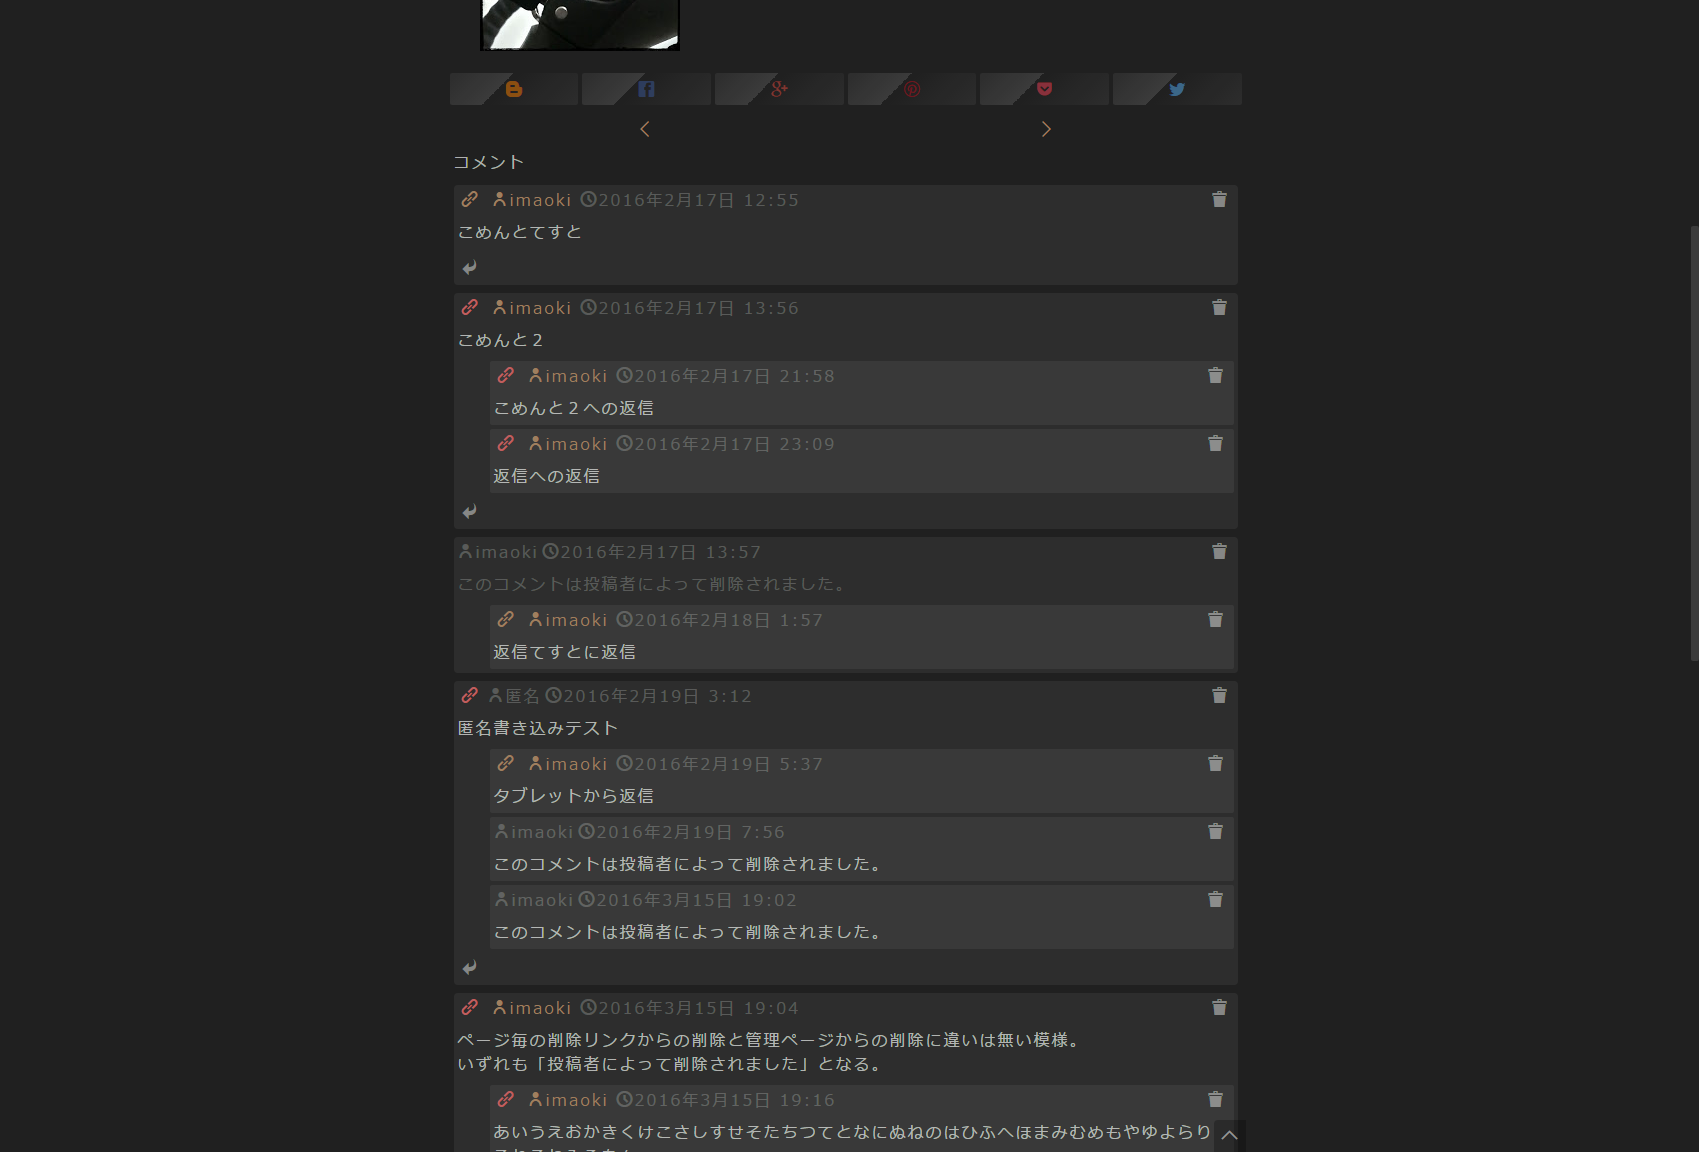 コメント
imaoki 2016年2月17日 12:55
こめんとてすと
imaoki 2016年2月17日 13:56
こめんと２
imaoki 2016年2月17日 21:58
こめんと２への返信
imaoki 2016年2月17日 23:09
返信への返信
imaoki 2016年2月17日 13:57
このコメントは投稿者によって削除されました。
imaoki 2016年2月18日 1:57
返信てすとに返信
匿名 2016年2月19日 3:12
匿名書き込みテスト
imaoki 2016年2月19日 5:37
タブレットから返信
imaoki 2016年2月19日 7:56
このコメントは投稿者によって削除されました。
imaoki 2016年3月15日 19:02
このコメントは投稿者によって削除されました。
imaoki 2016年3月15日 19:04
ページ毎の削除リンクからの削除と管理ページからの削除に違いは無い模様。
いずれも「投稿者によって削除されました」となる。
imaoki 2016年3月15日 19:16
あいうえおかきくけこさしすせそたちつてとなにぬねのはひふへほまみむめもやゆよらり